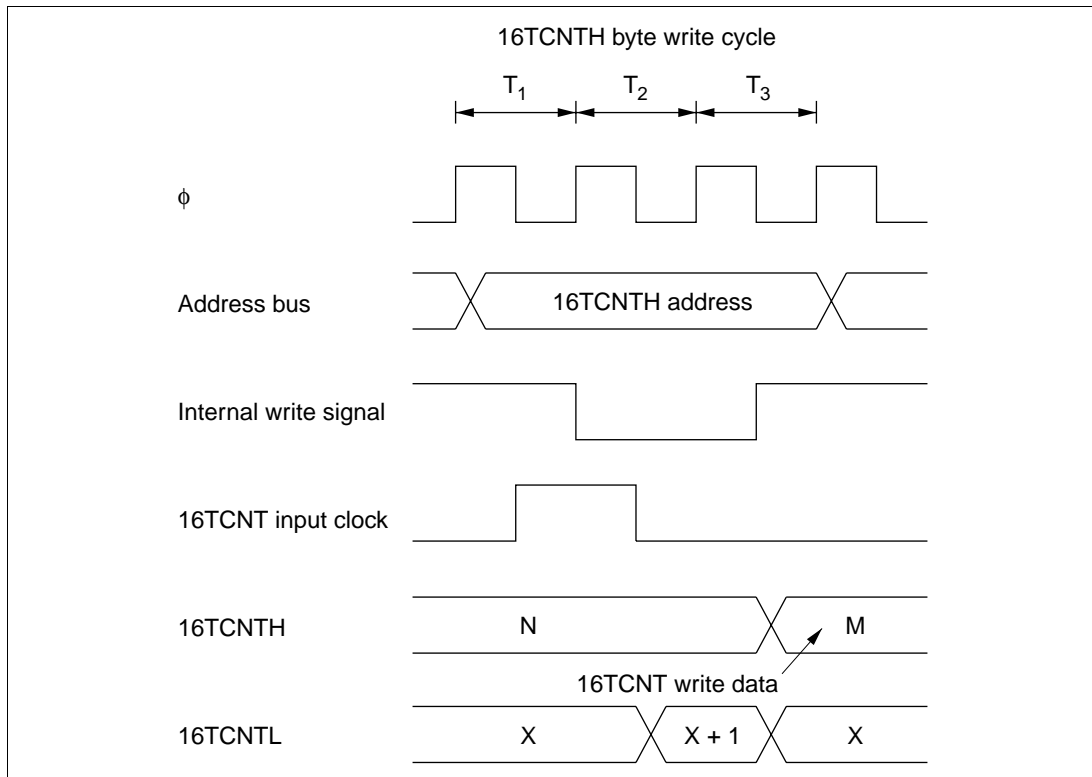 16TCNTH byte write cycle
T1 T2 T3
φ
Address bus
16TCNTH address
Internal write signal
16TCNT input clock
16TCNTH
N
M
16TCNT write data
16TCNTL
X
X + 1
X